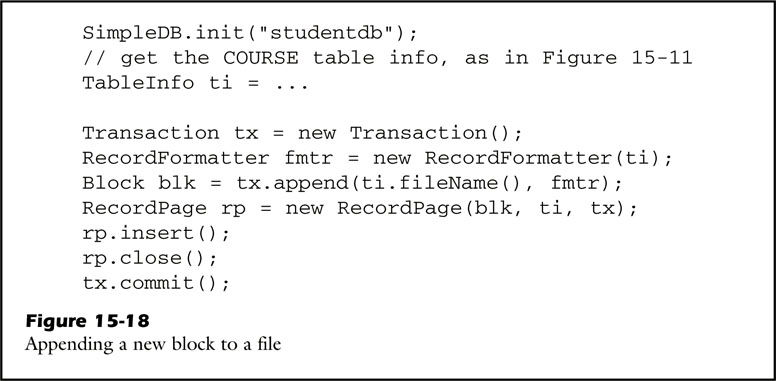 SimpleDB.init("studentdb");
// get the COURSE table info, as in Figure 15-11
TableInfo ti = ...
Transaction tx = new Transaction();
RecordFormatter fmtr = new RecordFormatter(ti);
Block blk = tx.append(ti.fileName(), fmtr);
RecordPage rp = new RecordPage(blk, ti, tx);
rp.insert();
rp.close();
tx.commit();
Figure 15-18
Appending a new block to a file